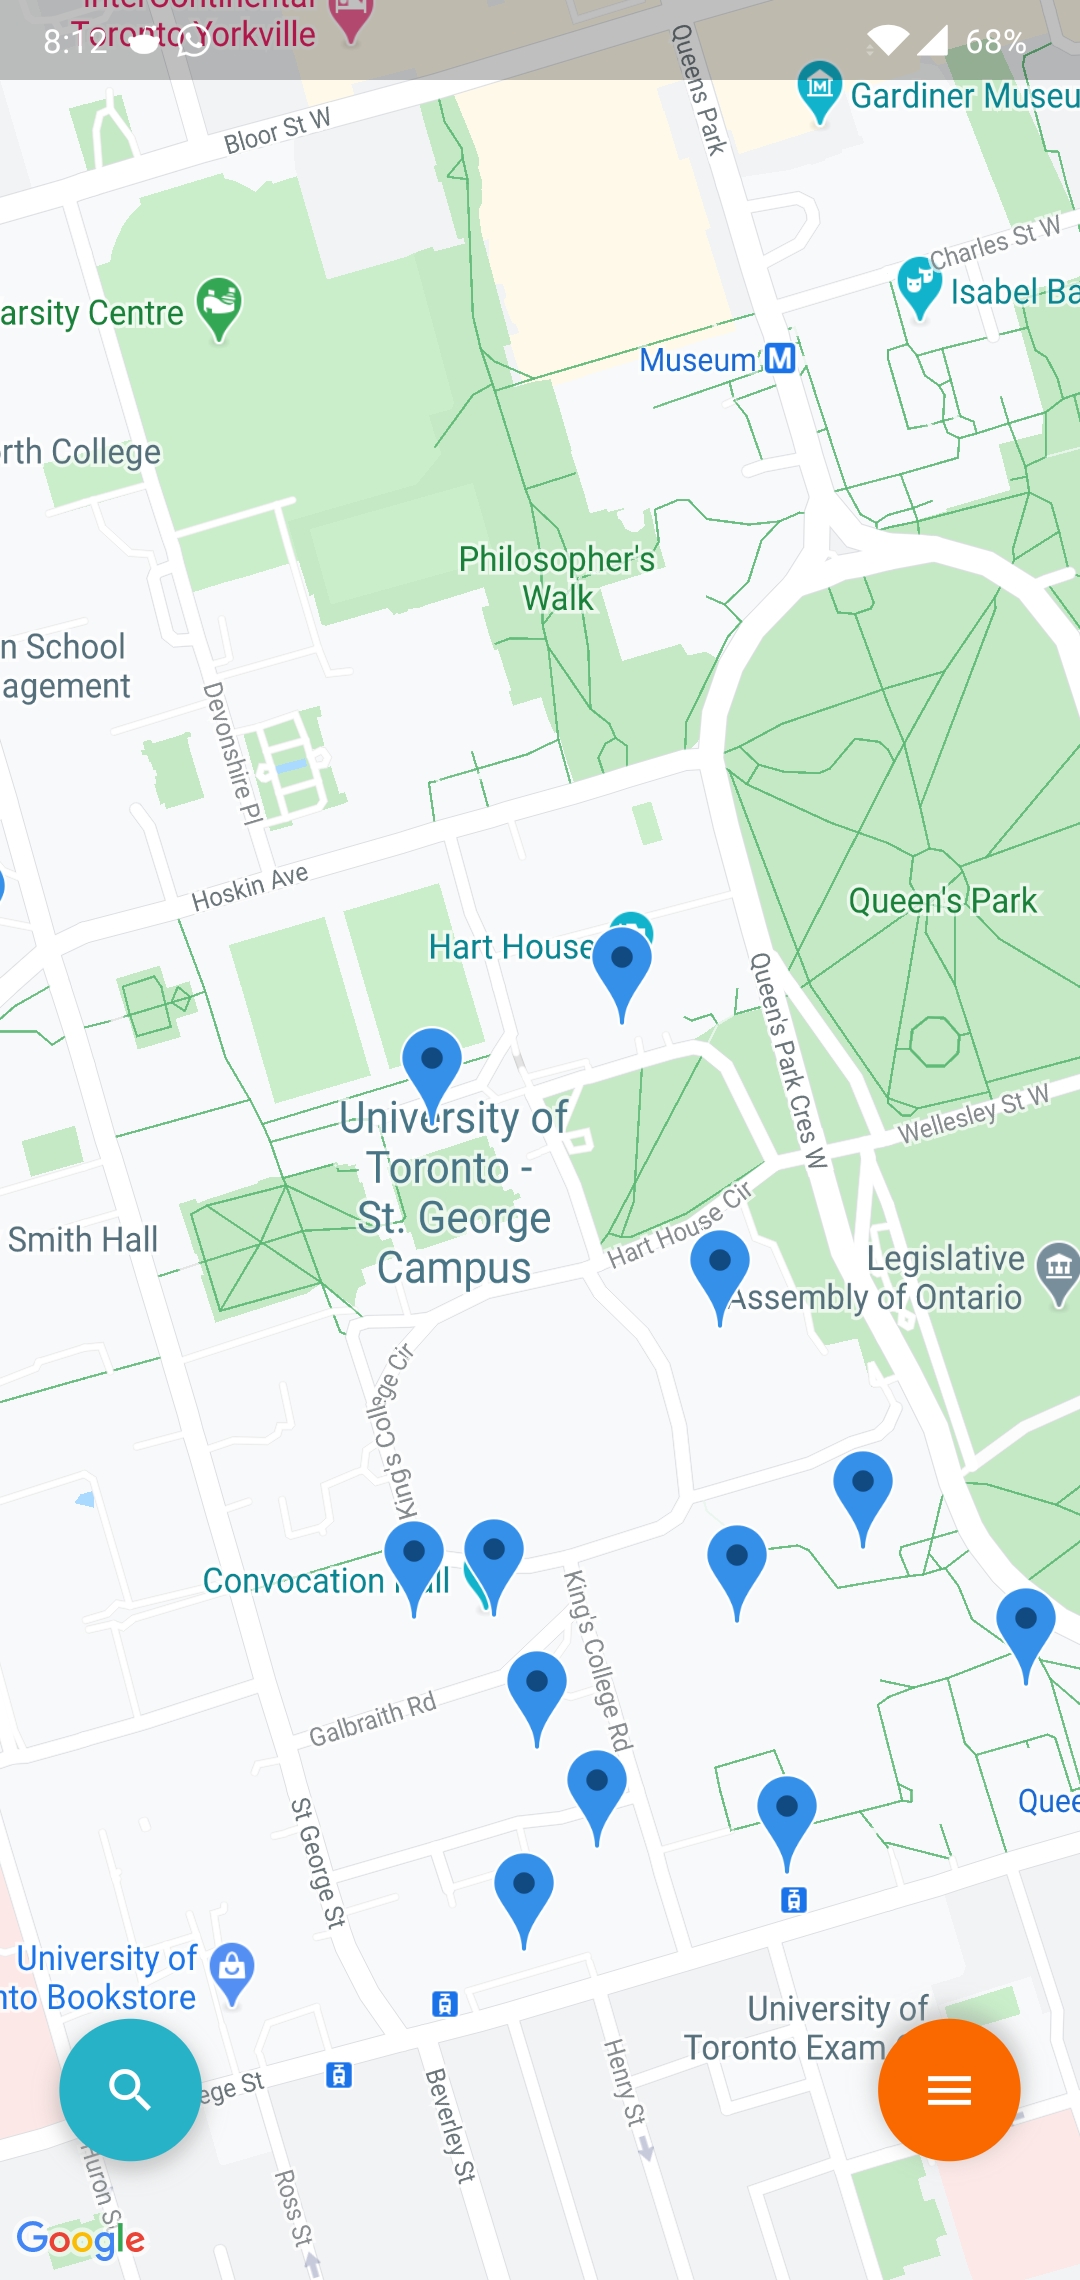 InterContinental
Toronto Yorkville
8:12
68%
Queens Park
Gardiner Museu
Bloor St W
Charles St W
Isabel Ba
arsity Centre
Museum
M
rth College
Philosopher's
Walk
n School
agement
Devonshire Pl
Hoskin Ave
Queen's Park
Hart House
Queen's Park Cres W
University of
Toronto -
St. George
Campus
Wellesley St W
Hart House Cir
Smith Hall
Legislative
Assembly of Ontario
King's College Cir
Convocation Hall
King's College Rd
Galbraith Rd
St George St
Quee
University of
nto Bookstore
University of
Toronto Exam
ege St
Henry St
Beverley St
Huron St
Ross St
Google